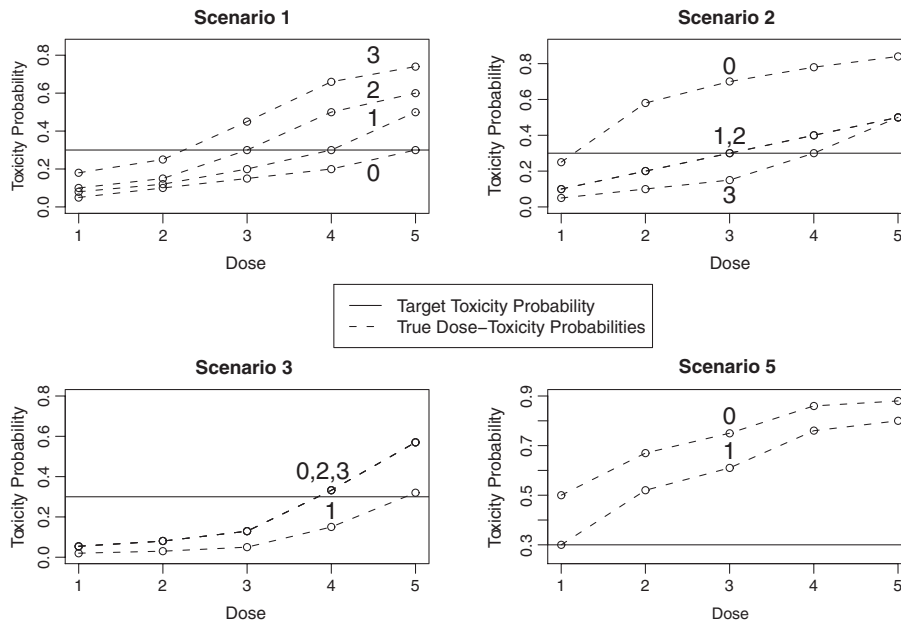 Scenario 1
Toxicity Probability
0.0 0.2 0.4 0.6 0.8
3
2
1
0
1 2 3 4 5
Dose
Scenario 2
Toxicity Probability
0.0 0.2 0.4 0.6 0.8
0
1,2
3
1 2 3 4 5
Dose
Target Toxicity Probability
True Dose−Toxicity Probabilities
Scenario 3
Toxicity Probability
0.0 0.2 0.4 0.6 0.8
0,2,3
1
1 2 3 4 5
Dose
Scenario 5
Toxicity Probability
0.3 0.5 0.7 0.9
0
1
1 2 3 4 5
Dose